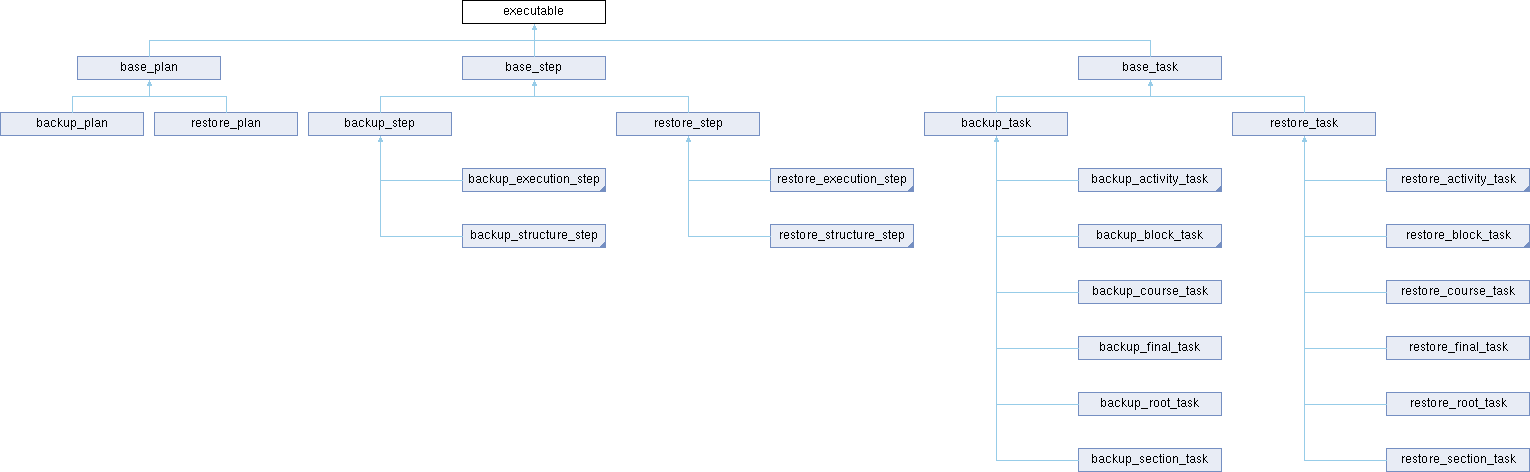 executable
base_plan
base_step
base_task
backup_plan
restore_plan
backup_step
restore_step
backup_task
restore_task
backup_execution_step
restore_execution_step
backup_activity_task
restore_activity_task
backup_structure_step
restore_structure_step
backup_block_task
restore_block_task
backup_course_task
restore_course_task
backup_final_task
restore_final_task
backup_root_task
restore_root_task
backup_section_task
restore_section_task